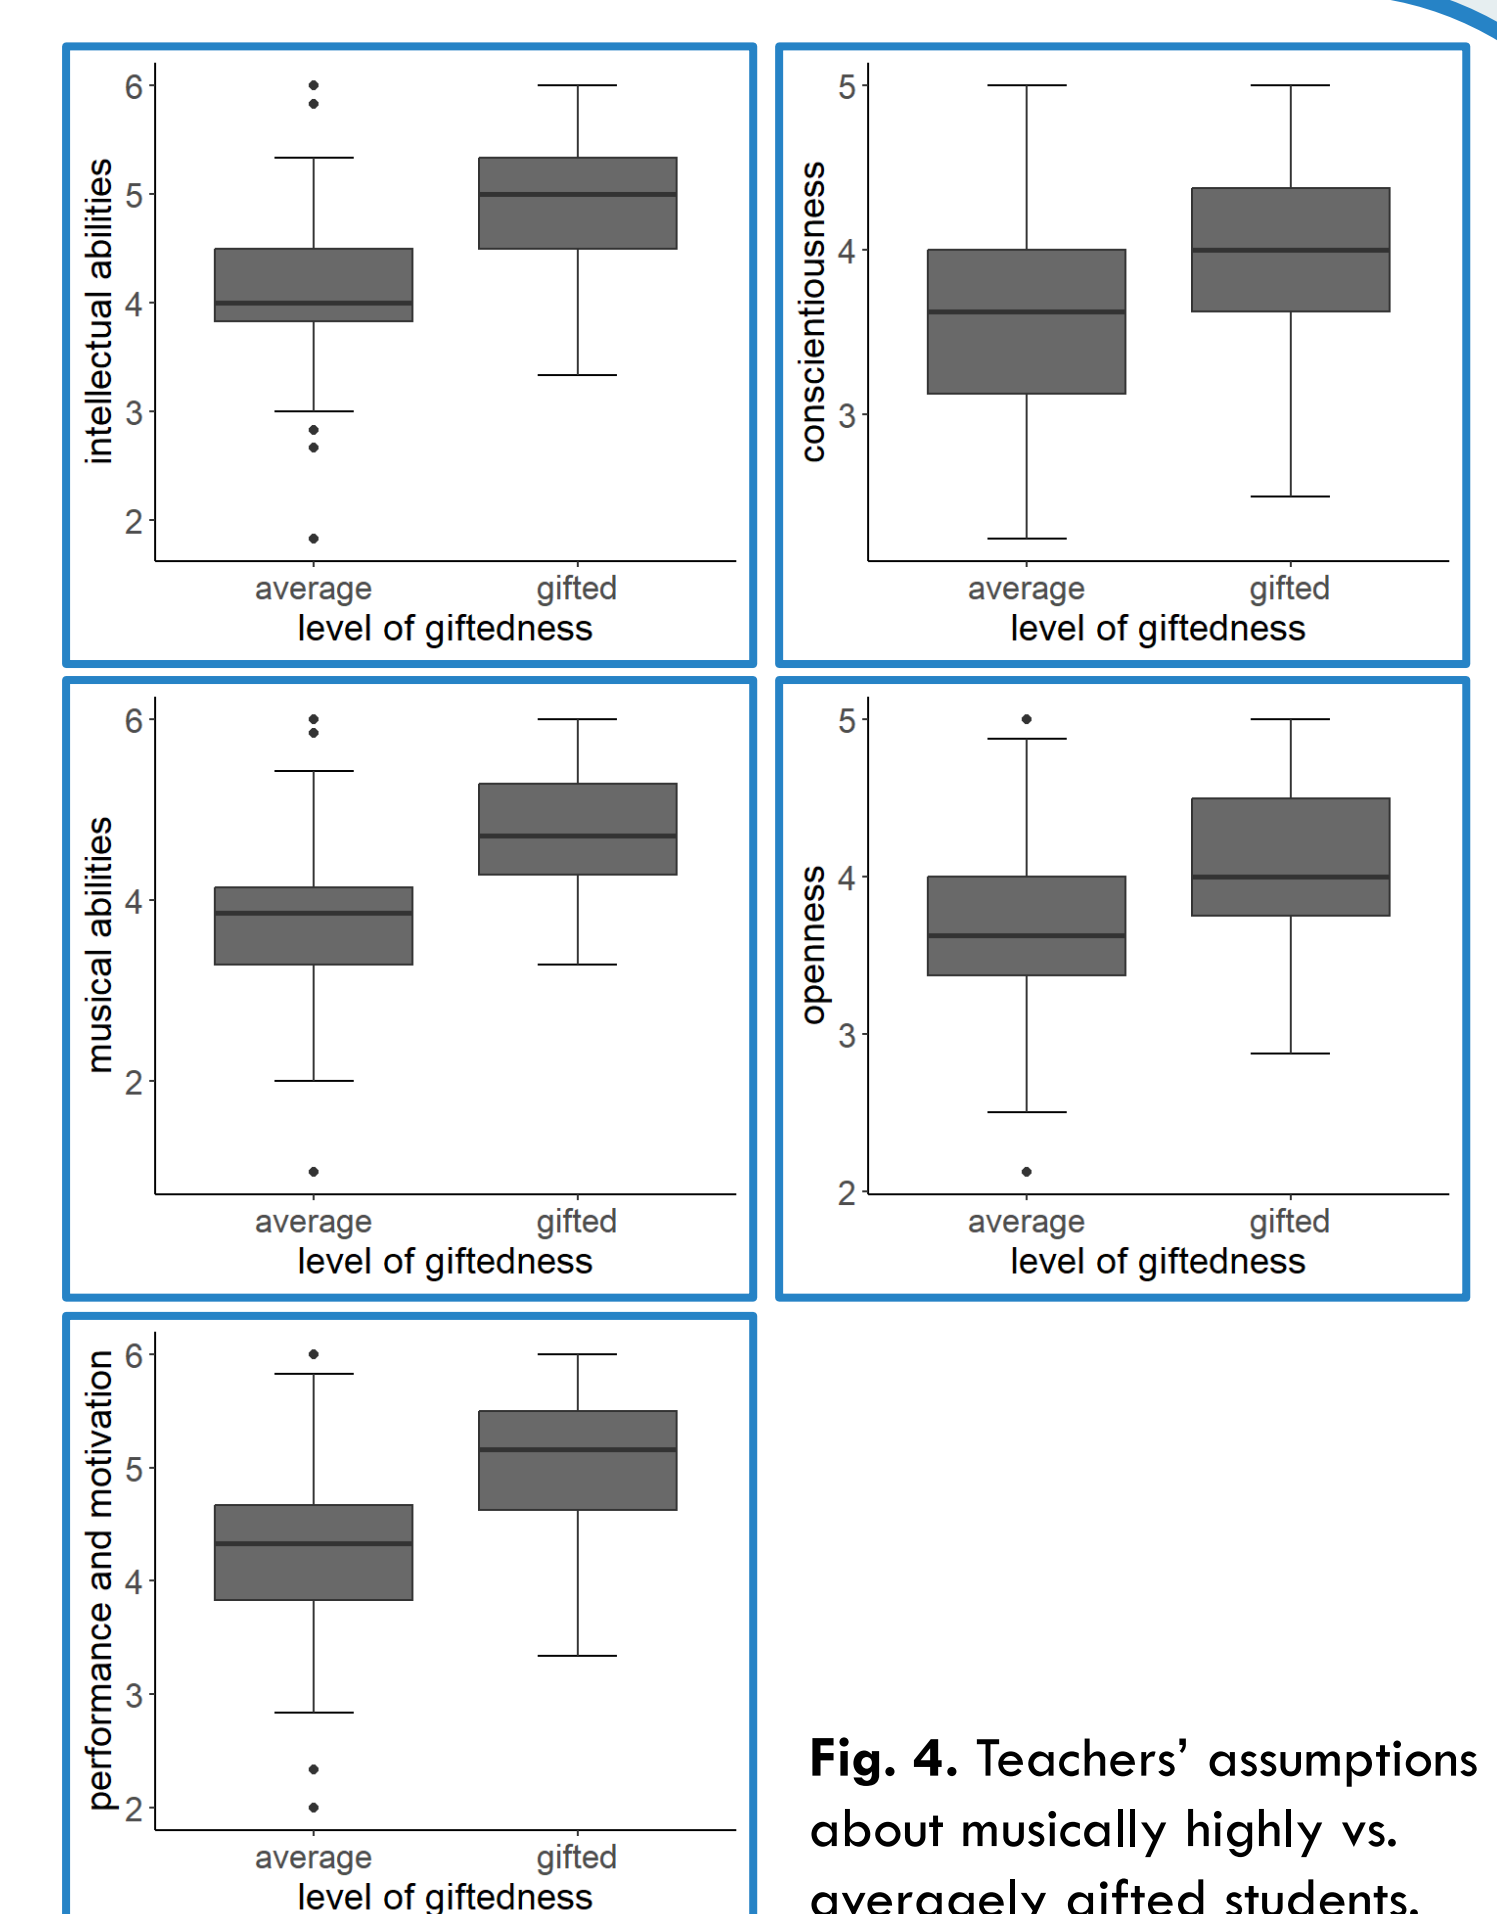 6
5
4
3
2
intellectual abilities
average gifted
level of giftedness
5
4
3
conscientiousness
average gifted
level of giftedness
6
4
2
musical abilities
average gifted
level of giftedness
5
4
3
2
openness
average gifted
level of giftedness
6
5
4
3
2
performance and motivation
average gifted
level of giftedness
Fig. 4. Teachers’ assumptions
about musically highly vs.
averagely gifted students.